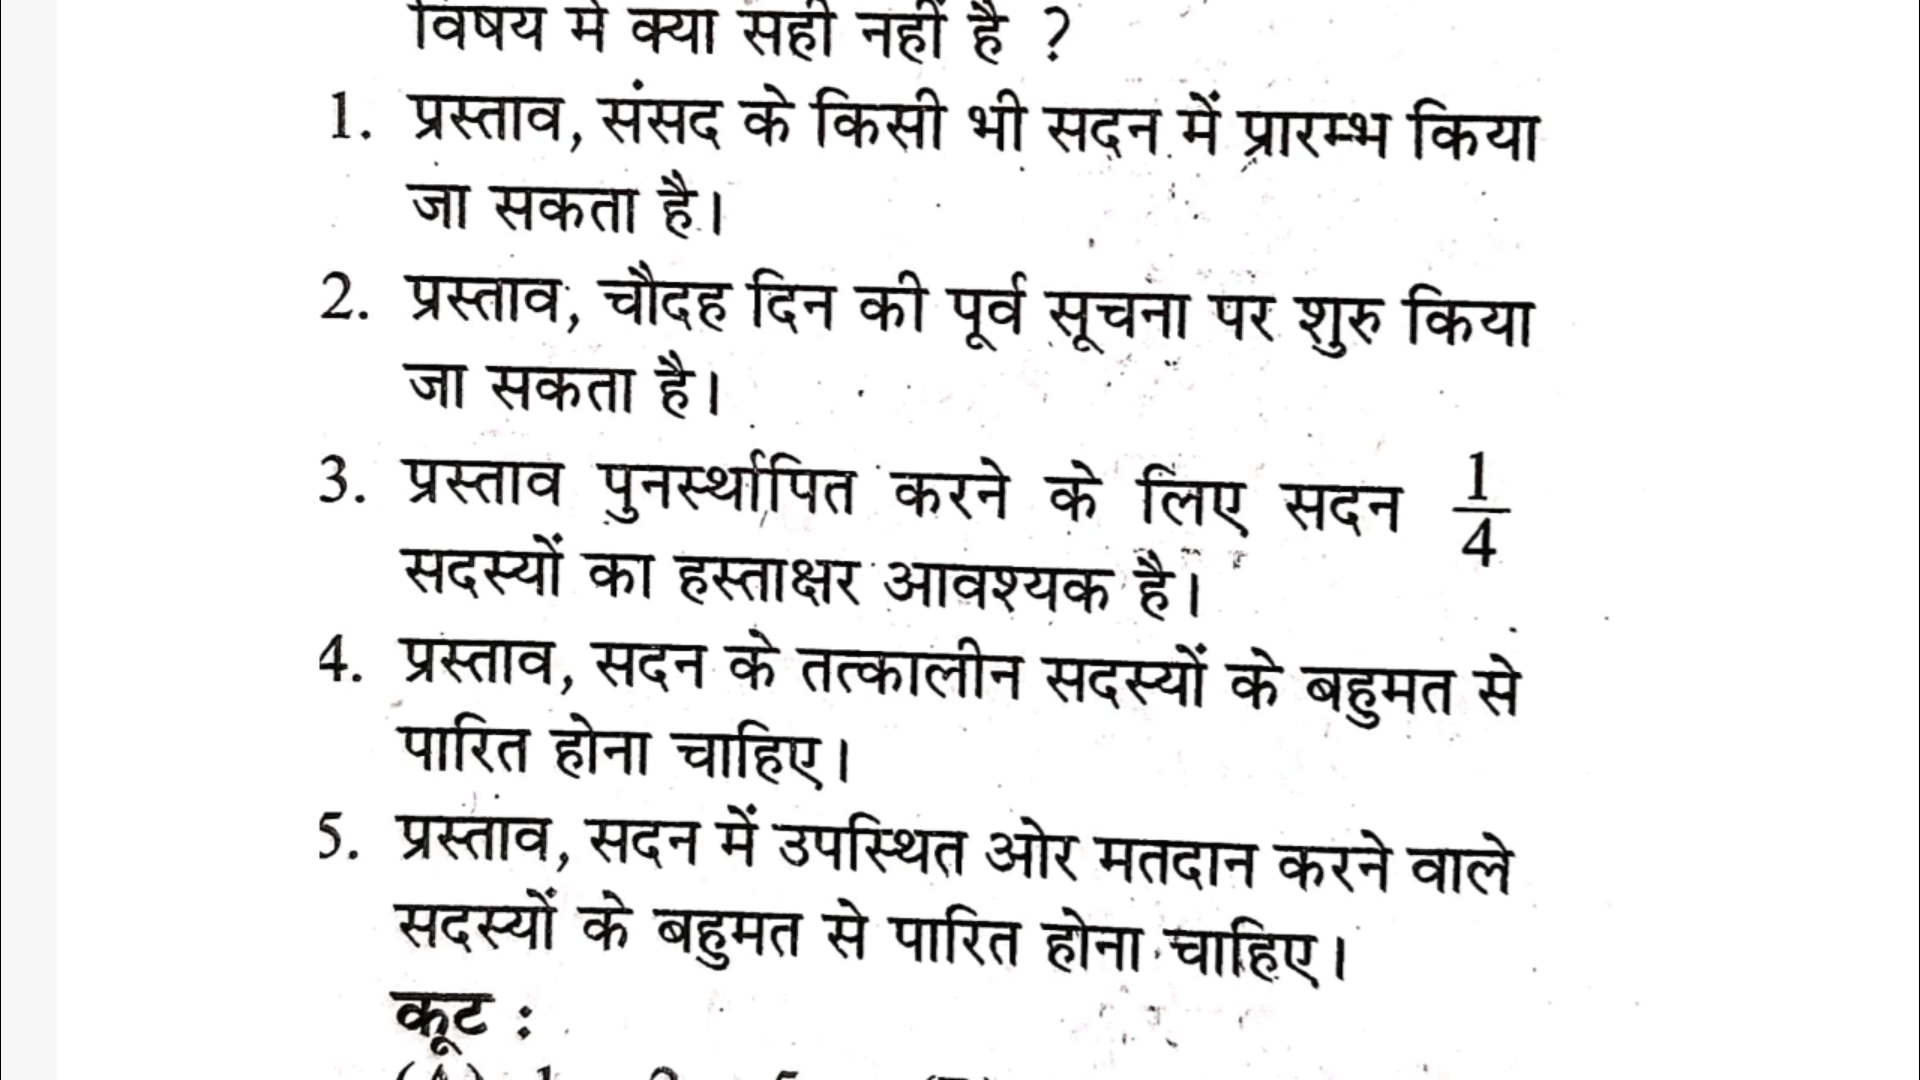 विषय में क्या सही नहीं है ?
1. प्रस्ताव, संसद के किसी भी सदन में प्रारम्भ किया
जा सकता है।
2. प्रस्ताव, चौदह दिन की पूर्व सूचना पर शुरु किया
जा सकता है।
3. प्रस्ताव पुनर्स्थापित करने के लिए सदन 1/4
सदस्यों का हस्ताक्षर आवश्यक है।
4. प्रस्ताव, सदन के तत्कालीन सदस्यों के बहुमत से
पारित होना चाहिए।
5. प्रस्ताव, सदन में उपस्थित ओर मतदान करने वाले
सदस्यों के बहुमत से पारित होना चाहिए।
कूट :